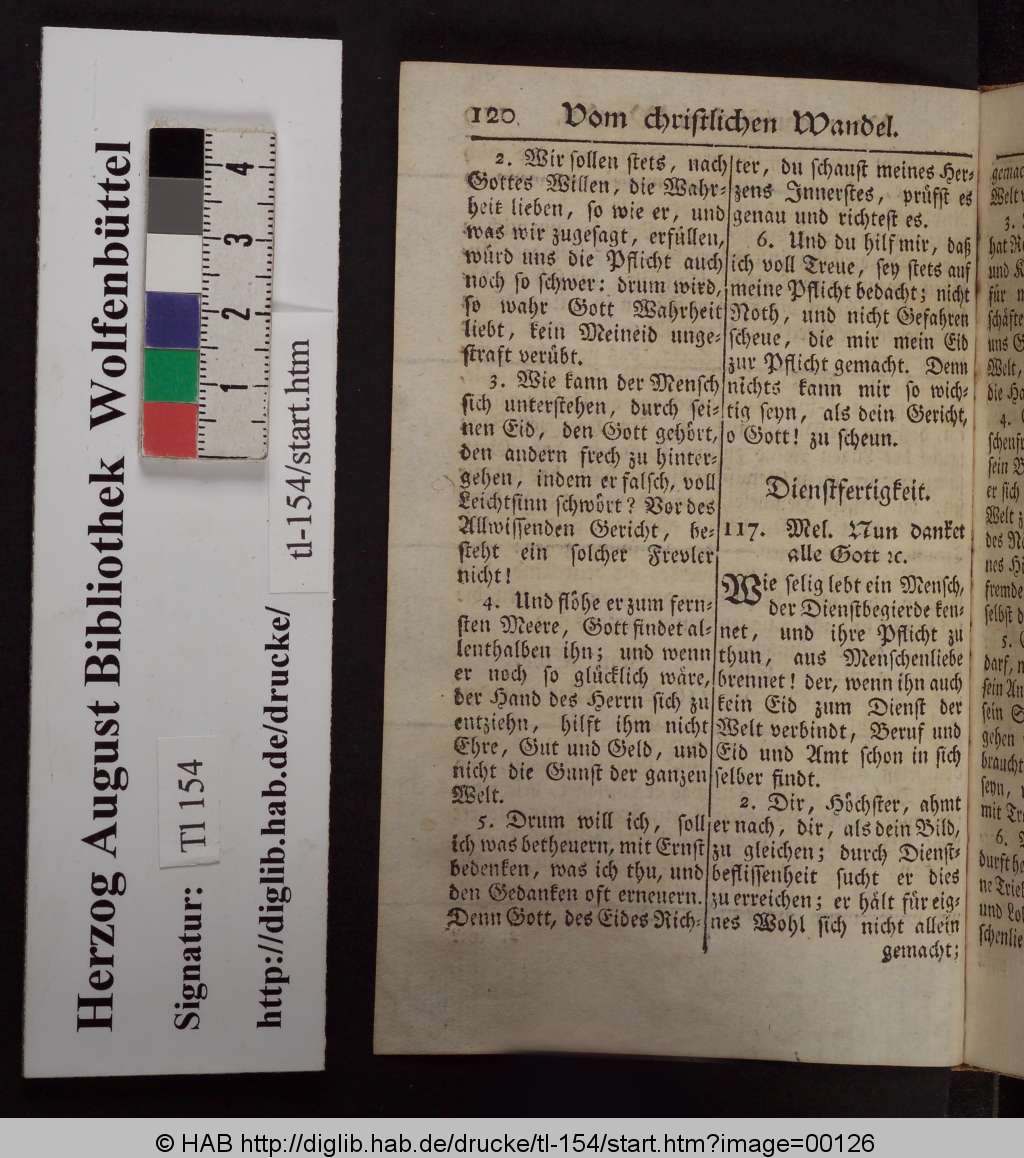 Herzog August Bibliothek Wolfenbüttel
Signatur: Tl 154
http://diglib.hab.de/drucke/
tl-154/start.htm
4
3
2
1
120. Vom christlichen Wandel.
2. Wir sollen stets, nach
Gottes Willen, die Wahr-
heit lieben, so wie er, und
was wir zugesagt, erfüllen,
würd uns die Pflicht auch
noch so schwer: drum wird,
so wahr Gott Wahrheit
liebt, kein Meineid unge-
straft verübt.
3. Wie kann der Mensch
sich unterstehen, durch sei-
nen Eid, den Gott gehört,
den andern frech zu hinter-
gehen, indem er falsch, voll
Leichtsinn schwört? Vor des
Allwissenden Gericht, be-
steht ein solcher Frevler
nicht!
4. Und flöhe er zum fern-
sten Meere, Gott findet al-
lenthalben ihn; und wenn
er noch so glücklich wäre,
der Hand des Herrn sich zu
entziehn, hilft ihm nicht
Ehre, Gut und Geld, und
nicht die Gunst der ganzen
Welt.
5. Drum will ich, soll
ich was betheuern, mit Ernst
bedenken, was ich thu, und
den Gedanken oft erneuern.
Denn Gott, des Eides Rich-
ter, du schaust meines Her-
zens Innerstes, prüfst es
genau und richtest es.
6. Und du hilf mir, daß
ich voll Treue, sey stets auf
meine Pflicht bedacht; nicht
Noth, und nicht Gefahren
scheue, die mir mein Eid
zur Pflicht gemacht. Denn
nichts kann mir so wich-
tig seyn, als dein Gericht,
o Gott! zu scheun.
Dienstfertigkeit.
117. Mel. Nun danket
alle Gott ꝛc.
Wie selig lebt ein Mensch,
der Dienstbegierde ken-
net, und ihre Pflicht zu
thun, aus Menschenliebe
brennet! der, wenn ihn auch
kein Eid zum Dienst der
Welt verbindt, Beruf und
Eid und Amt schon in sich
selber findt.
2. Dir, Höchster, ahmt
er nach, dir, als dein Bild,
zu gleichen; durch Dienst-
beflissenheit sucht er dies
zu erreichen; er hält für eig-
nes Wohl sich nicht allein
gemacht;
© HAB http://diglib.hab.de/drucke/tl-154/start.htm?image=00126